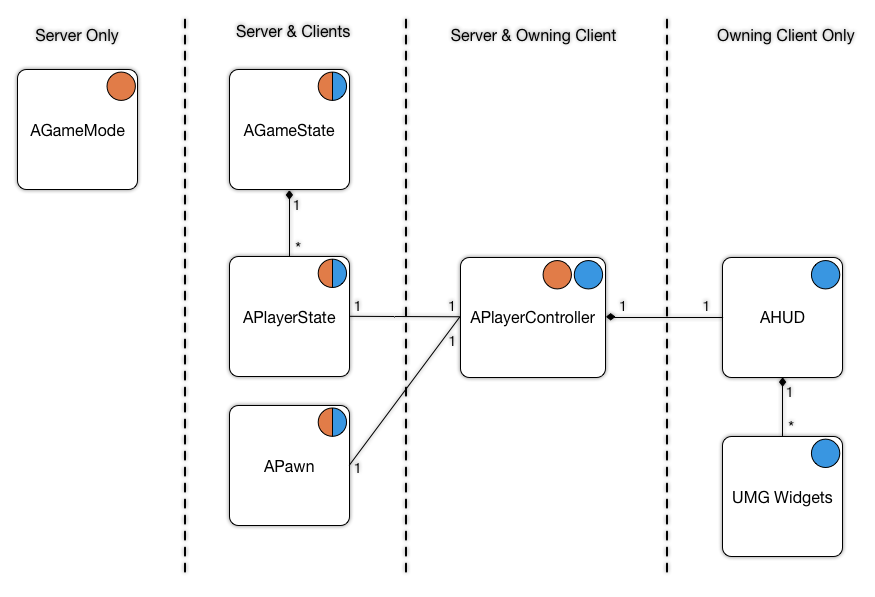 Server Only
Server & Clients
Server & Owning Client
Owning Client Only
AGameMode
AGameState
1
*
APlayerState
1
1
APlayerController
1
1
AHUD
1
1
*
APawn
1
UMG Widgets